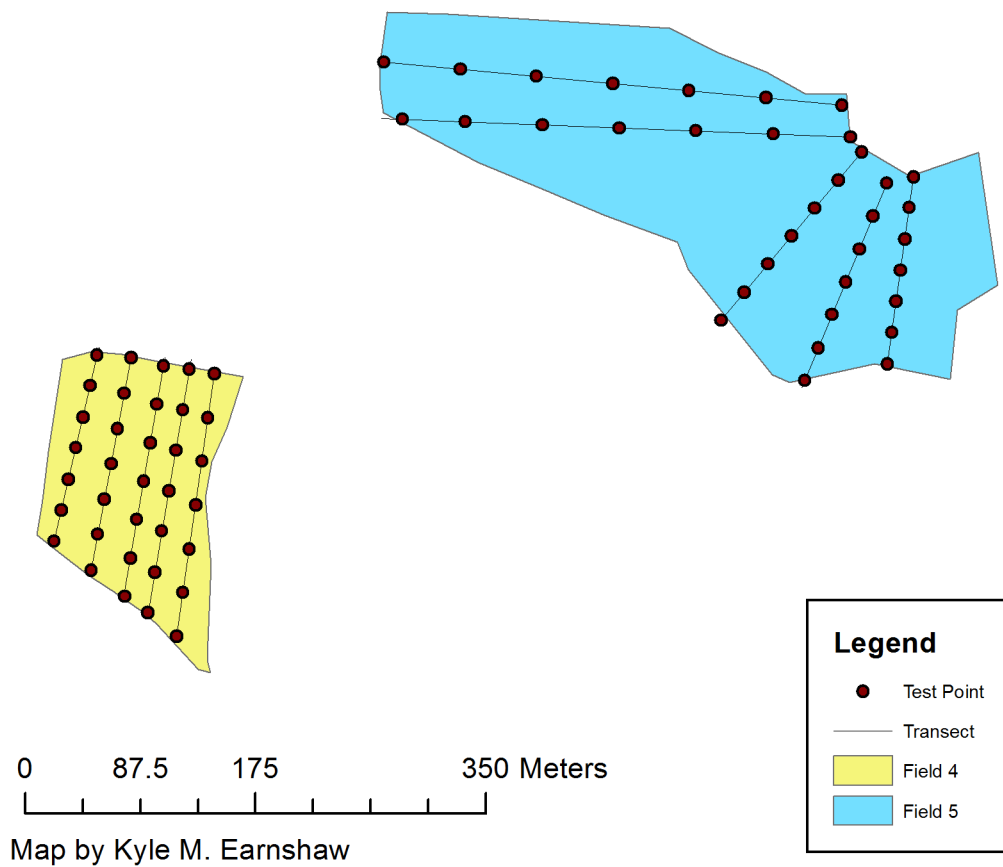 Legend
Test Point
Transect
Field 4
Field 5
0 87.5 175 350 Meters
Map by Kyle M. Earnshaw